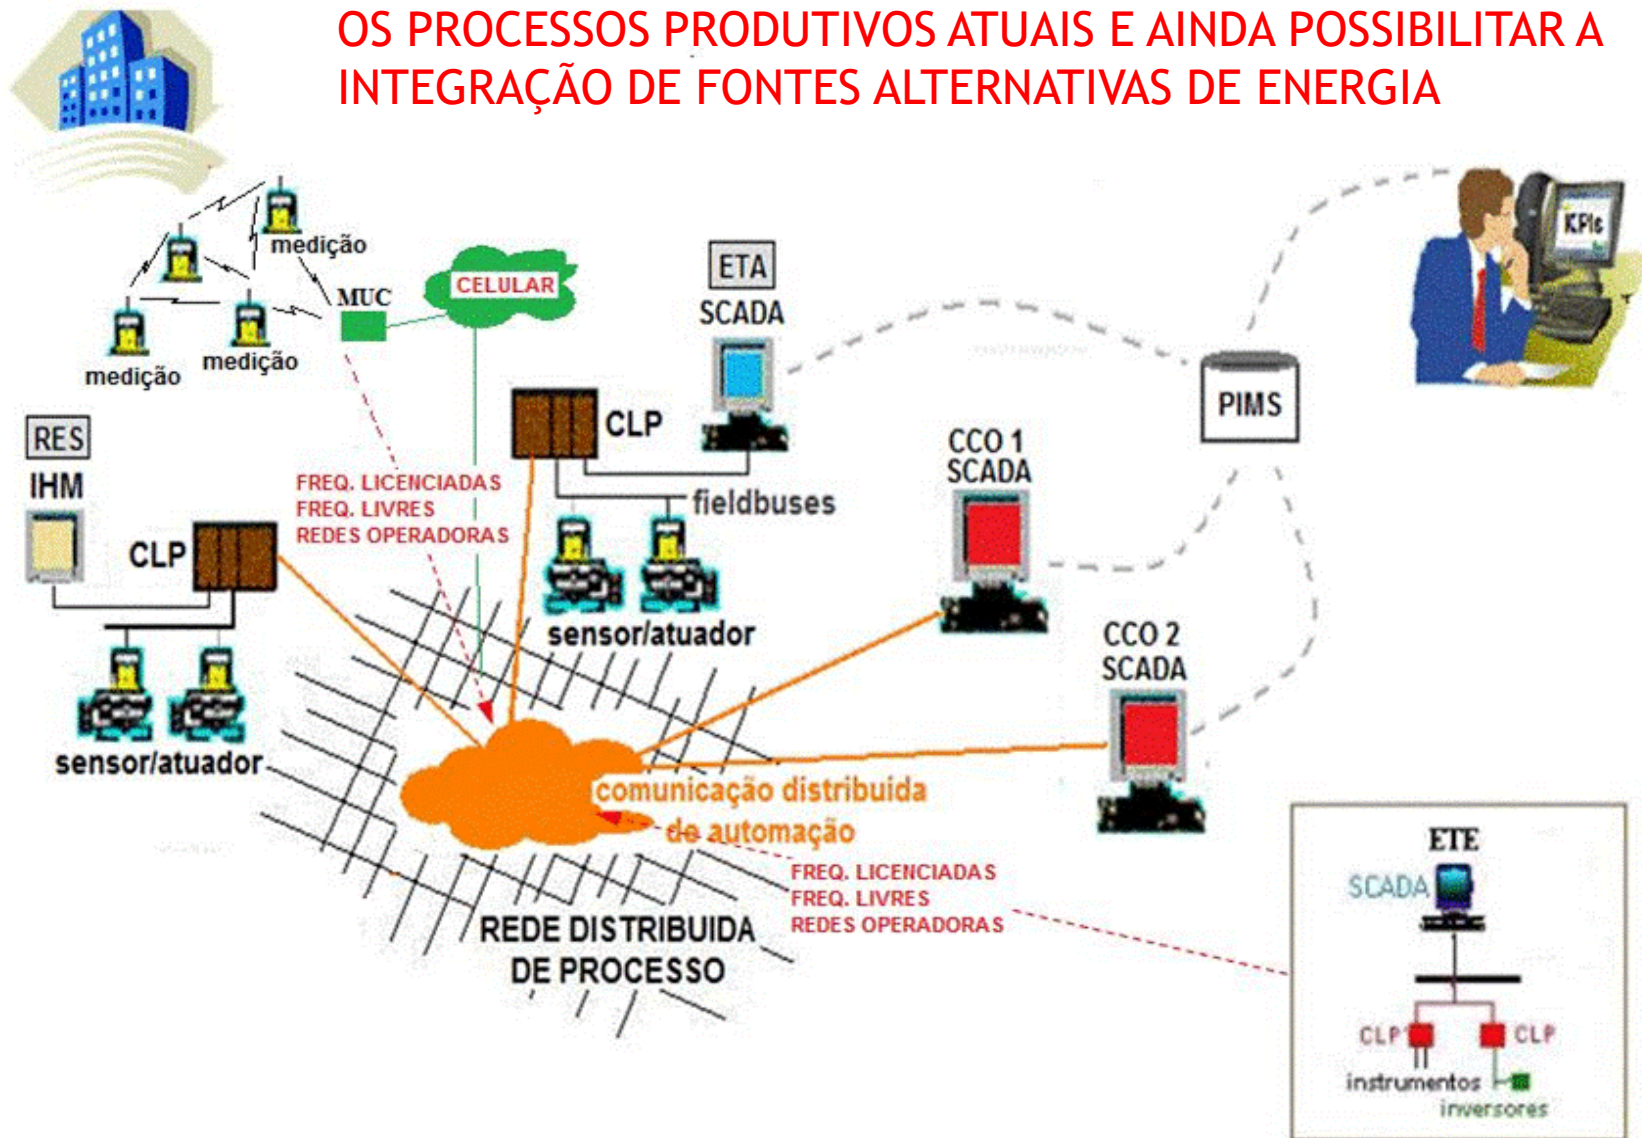 OS PROCESSOS PRODUTIVOS ATUAIS E AINDA POSSIBILITAR A
INTEGRAÇÃO DE FONTES ALTERNATIVAS DE ENERGIA
KPIs
medição
MUC
CELULAR
medição
medição
ETA
SCADA
PIMS
RES
IHM
CLP
CLP
fieldbuses
FREQ. LICENCIADAS
FREQ. LIVRES
REDES OPERADORAS
CCO 1
SCADA
sensor/atuador
CCO 2
SCADA
sensor/atuador
comunicação distribuida
de automação
FREQ. LICENCIADAS
FREQ. LIVRES
REDES OPERADORAS
REDE DISTRIBUIDA
DE PROCESSO
ETE
SCADA
CLP
CLP
instrumentos
inversores